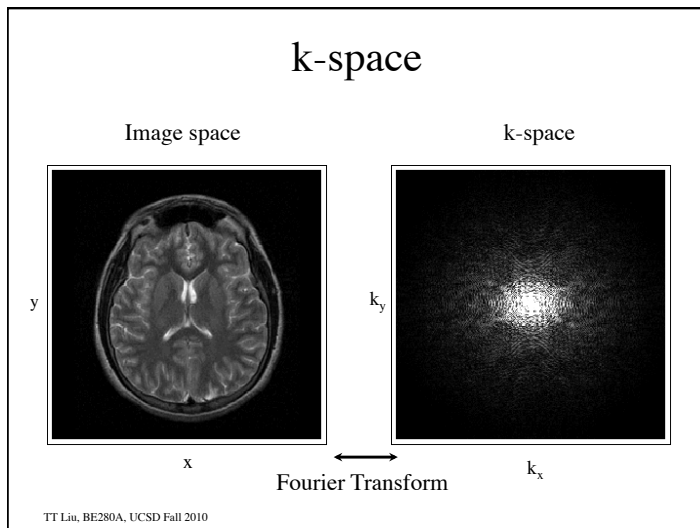 k-space
Image space
k-space
y
k_y
x
k_x
Fourier Transform
TT Liu, BE280A, UCSD Fall 2010